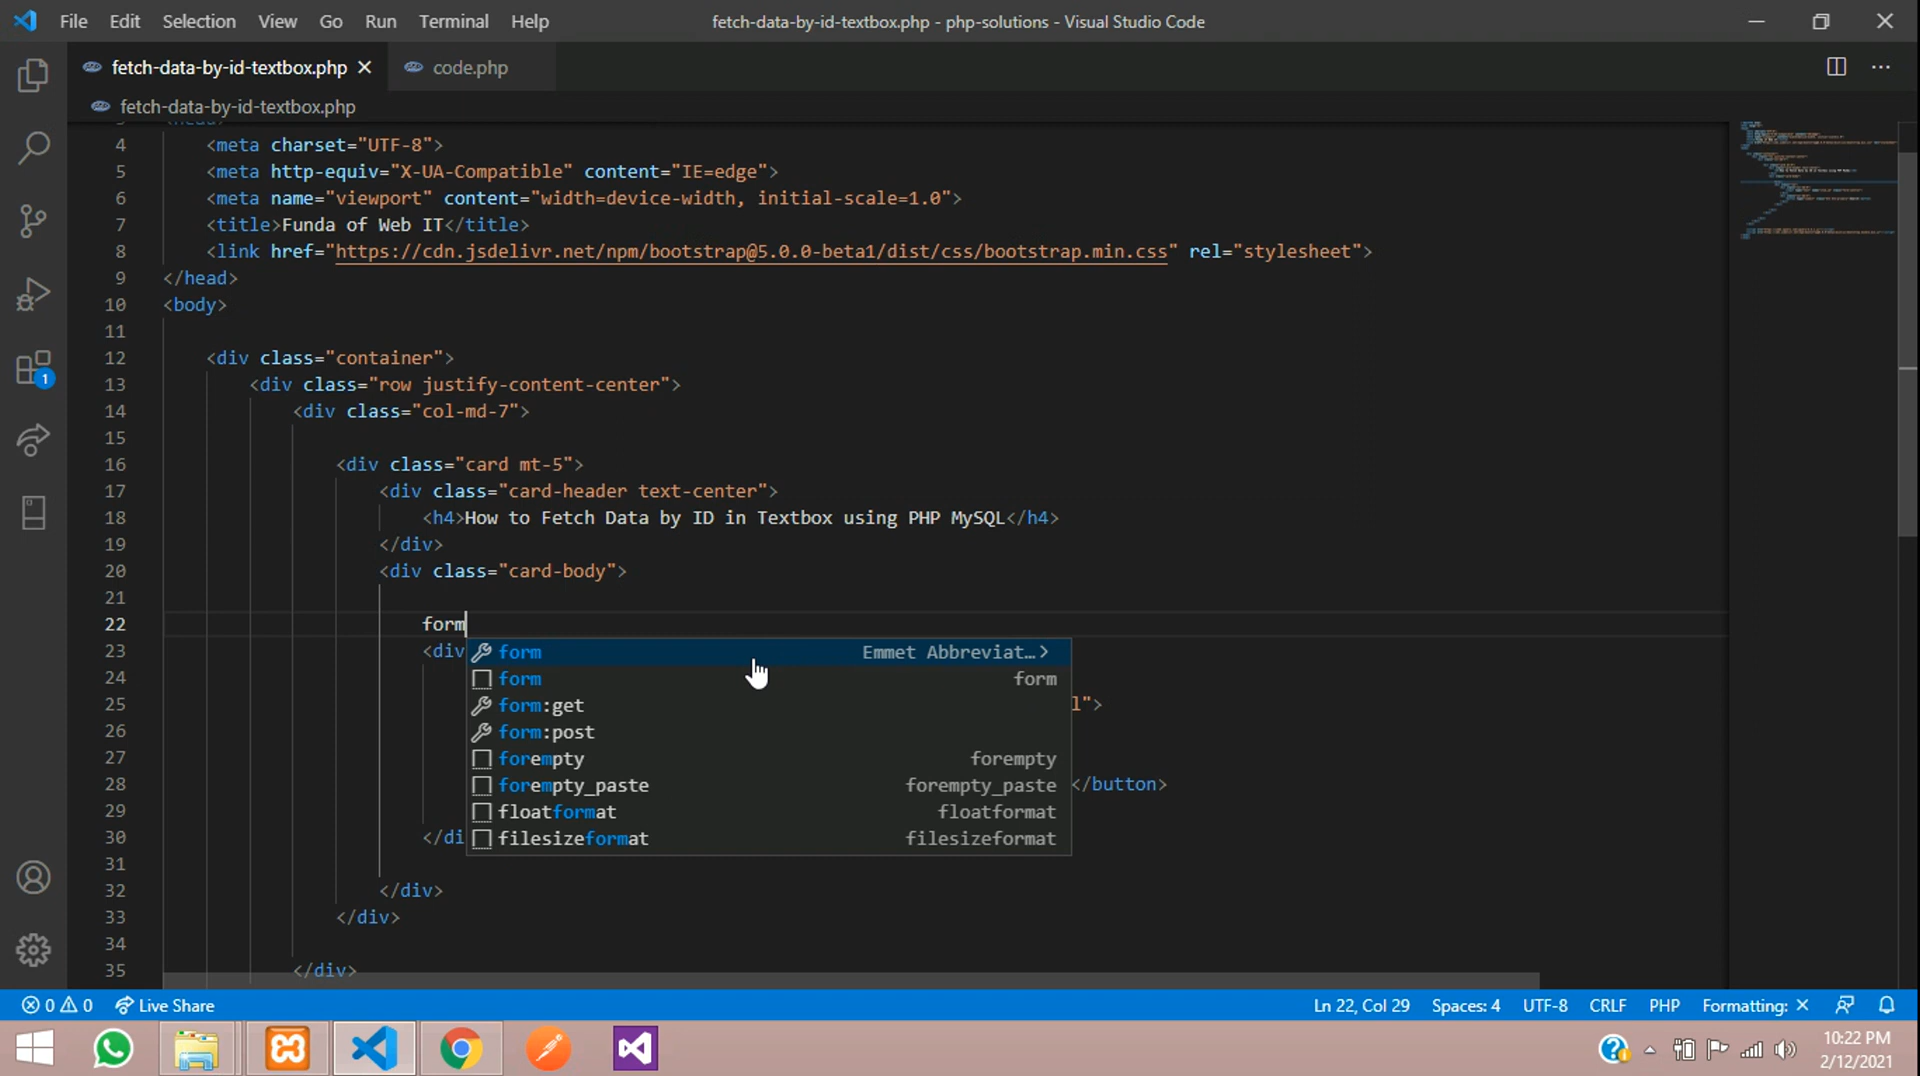 File Edit Selection View Go Run Terminal Help fetch-data-by-id-textbox.php - php-solutions - Visual Studio Code
fetch-data-by-id-textbox.php code.php
fetch-data-by-id-textbox.php
4 <meta charset="UTF-8">
5 <meta http-equiv="X-UA-Compatible" content="IE=edge">
6 <meta name="viewport" content="width=device-width, initial-scale=1.0">
7 <title>Funda of Web IT</title>
8 <link href="https://cdn.jsdelivr.net/npm/bootstrap@5.0.0-beta1/dist/css/bootstrap.min.css" rel="stylesheet">
9 </head>
10 <body>
11
12 <div class="container">
13 <div class="row justify-content-center">
14 <div class="col-md-7">
15
16 <div class="card mt-5">
17 <div class="card-header text-center">
18 <h4>How to Fetch Data by ID in Textbox using PHP MySQL</h4>
19 </div>
20 <div class="card-body">
21
22 form
23 <div form Emmet Abbreviat...>
24 form form
25 form:get l">
26 form:post
27 forempty forempty
28 forempty_paste forempty_paste </button>
29 floatformat floatformat
30 </di filesizeformat filesizeformat
31
32 </div>
33 </div>
34
35 </div>
1
0 0 Live Share Ln 22, Col 29 Spaces: 4 UTF-8 CRLF PHP Formatting: ×
10:22 PM
2/12/2021